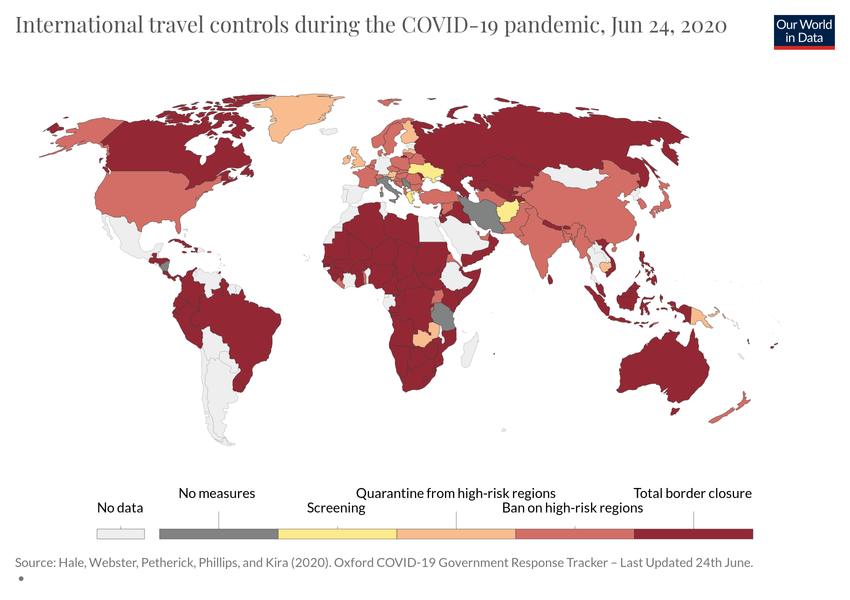 International travel controls during the COVID-19 pandemic, Jun 24, 2020
Our World
in Data
No data
No measures
Screening
Quarantine from high-risk regions
Ban on high-risk regions
Total border closure
Source: Hale, Webster, Petherick, Phillips, and Kira (2020). Oxford COVID-19 Government Response Tracker – Last Updated 24th June.